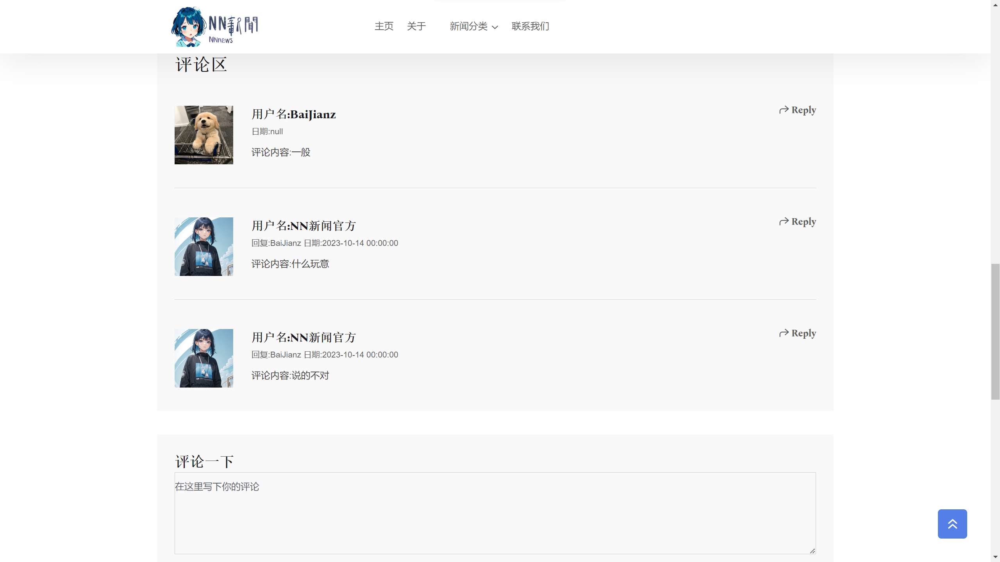 NN新聞
NNnews
主页 关于 新闻分类 联系我们
评论区
用户名:BaiJianz
Reply
日期:null
评论内容:一般
用户名:NN新闻官方
Reply
回复:BaiJianz 日期:2023-10-14 00:00:00
评论内容:什么玩意
用户名:NN新闻官方
Reply
回复:BaiJianz 日期:2023-10-14 00:00:00
评论内容:说的不对
评论一下
在这里写下你的评论